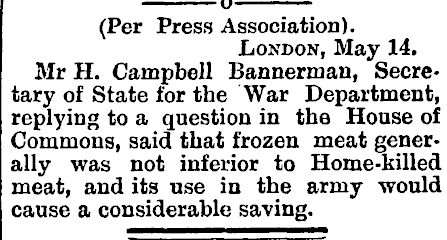 (Per Press Association).
LONDON, May 14.
Mr H. Campbell Bannerman, Secre-
tary of State for the War Department,
replying to a question in the House of
Commons, said that frozen meat gener-
ally was not inferior to Home-killed
meat, and its use in the army would
cause a considerable saving.